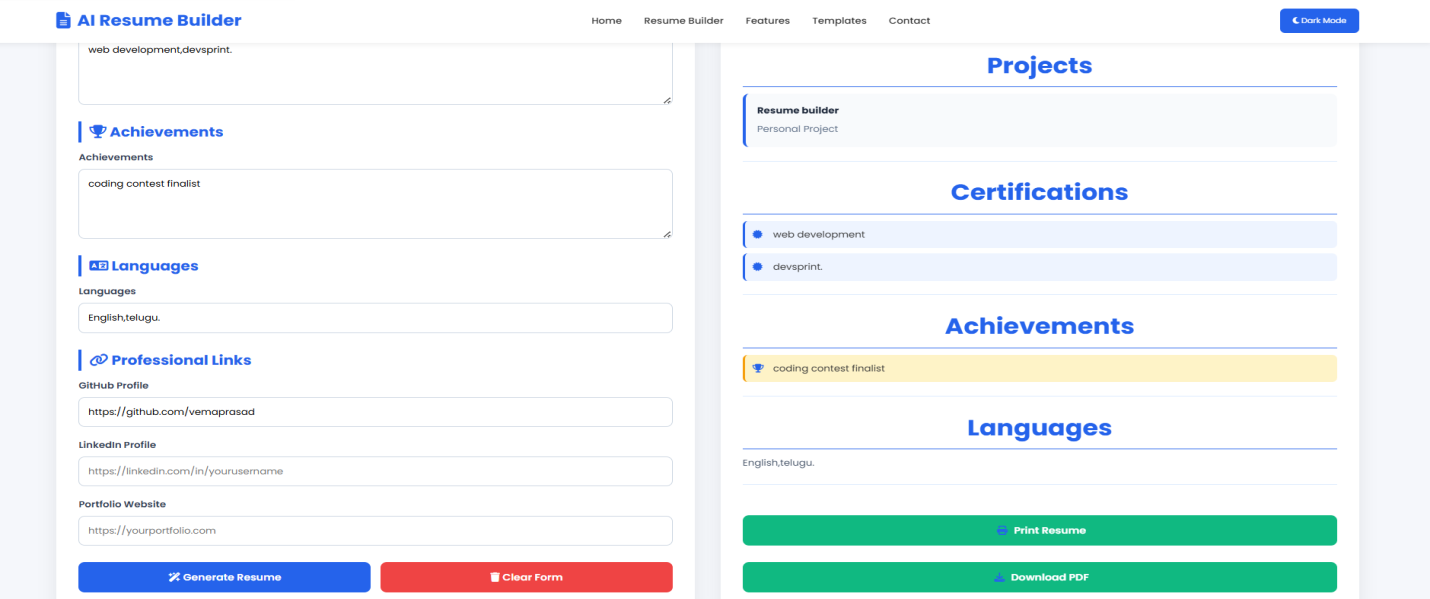 AI Resume Builder
Home Resume Builder Features Templates Contact
Dark Mode
web development,devsprint.
Achievements
Achievements
coding contest finalist
Languages
Languages
English,telugu.
Professional Links
GitHub Profile
https://github.com/vemaprasad
LinkedIn Profile
https://linkedin.com/in/yourusername
Portfolio Website
https://yourportfolio.com
Generate Resume
Clear Form
Projects
Resume builder
Personal Project
Certifications
web development
devsprint.
Achievements
coding contest finalist
Languages
English,telugu.
Print Resume
Download PDF